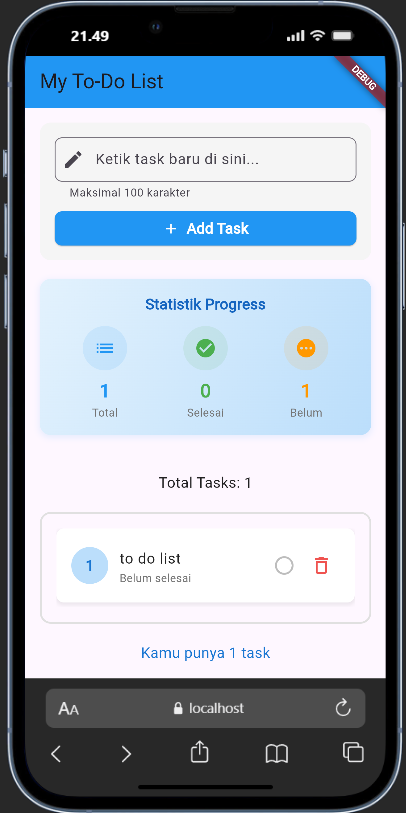 21.49
My To-Do List
DEBUG
Ketik task baru di sini...
Maksimal 100 karakter
+ Add Task
Statistik Progress
1 0 1
Total Selesai Belum
Total Tasks: 1
1 to do list
Belum selesai
Kamu punya 1 task
AA localhost